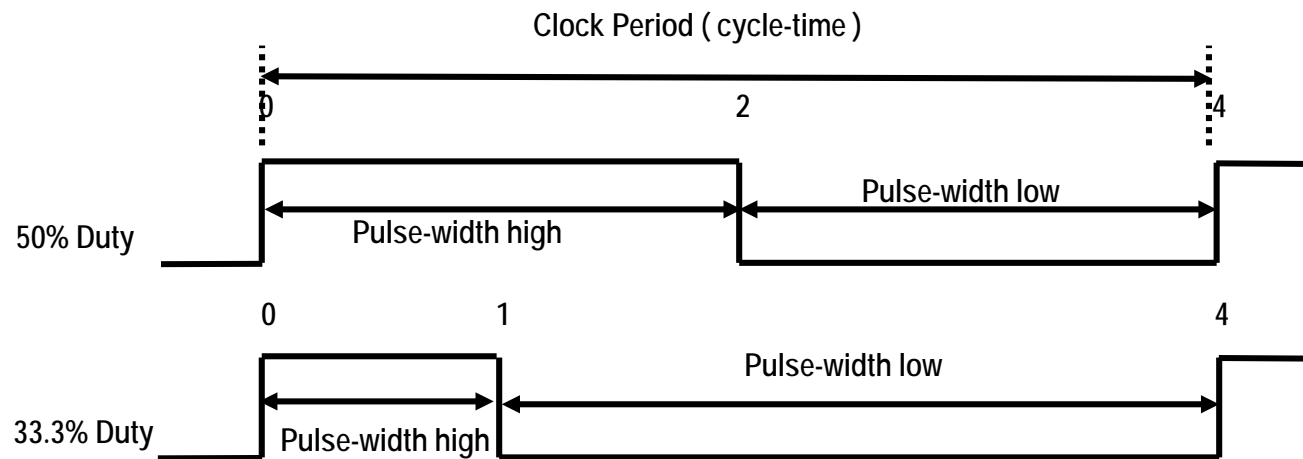 Clock Period ( cycle-time )
0 2 4
Pulse-width low
Pulse-width high
50% Duty
0 1 4
Pulse-width low
Pulse-width high
33.3% Duty